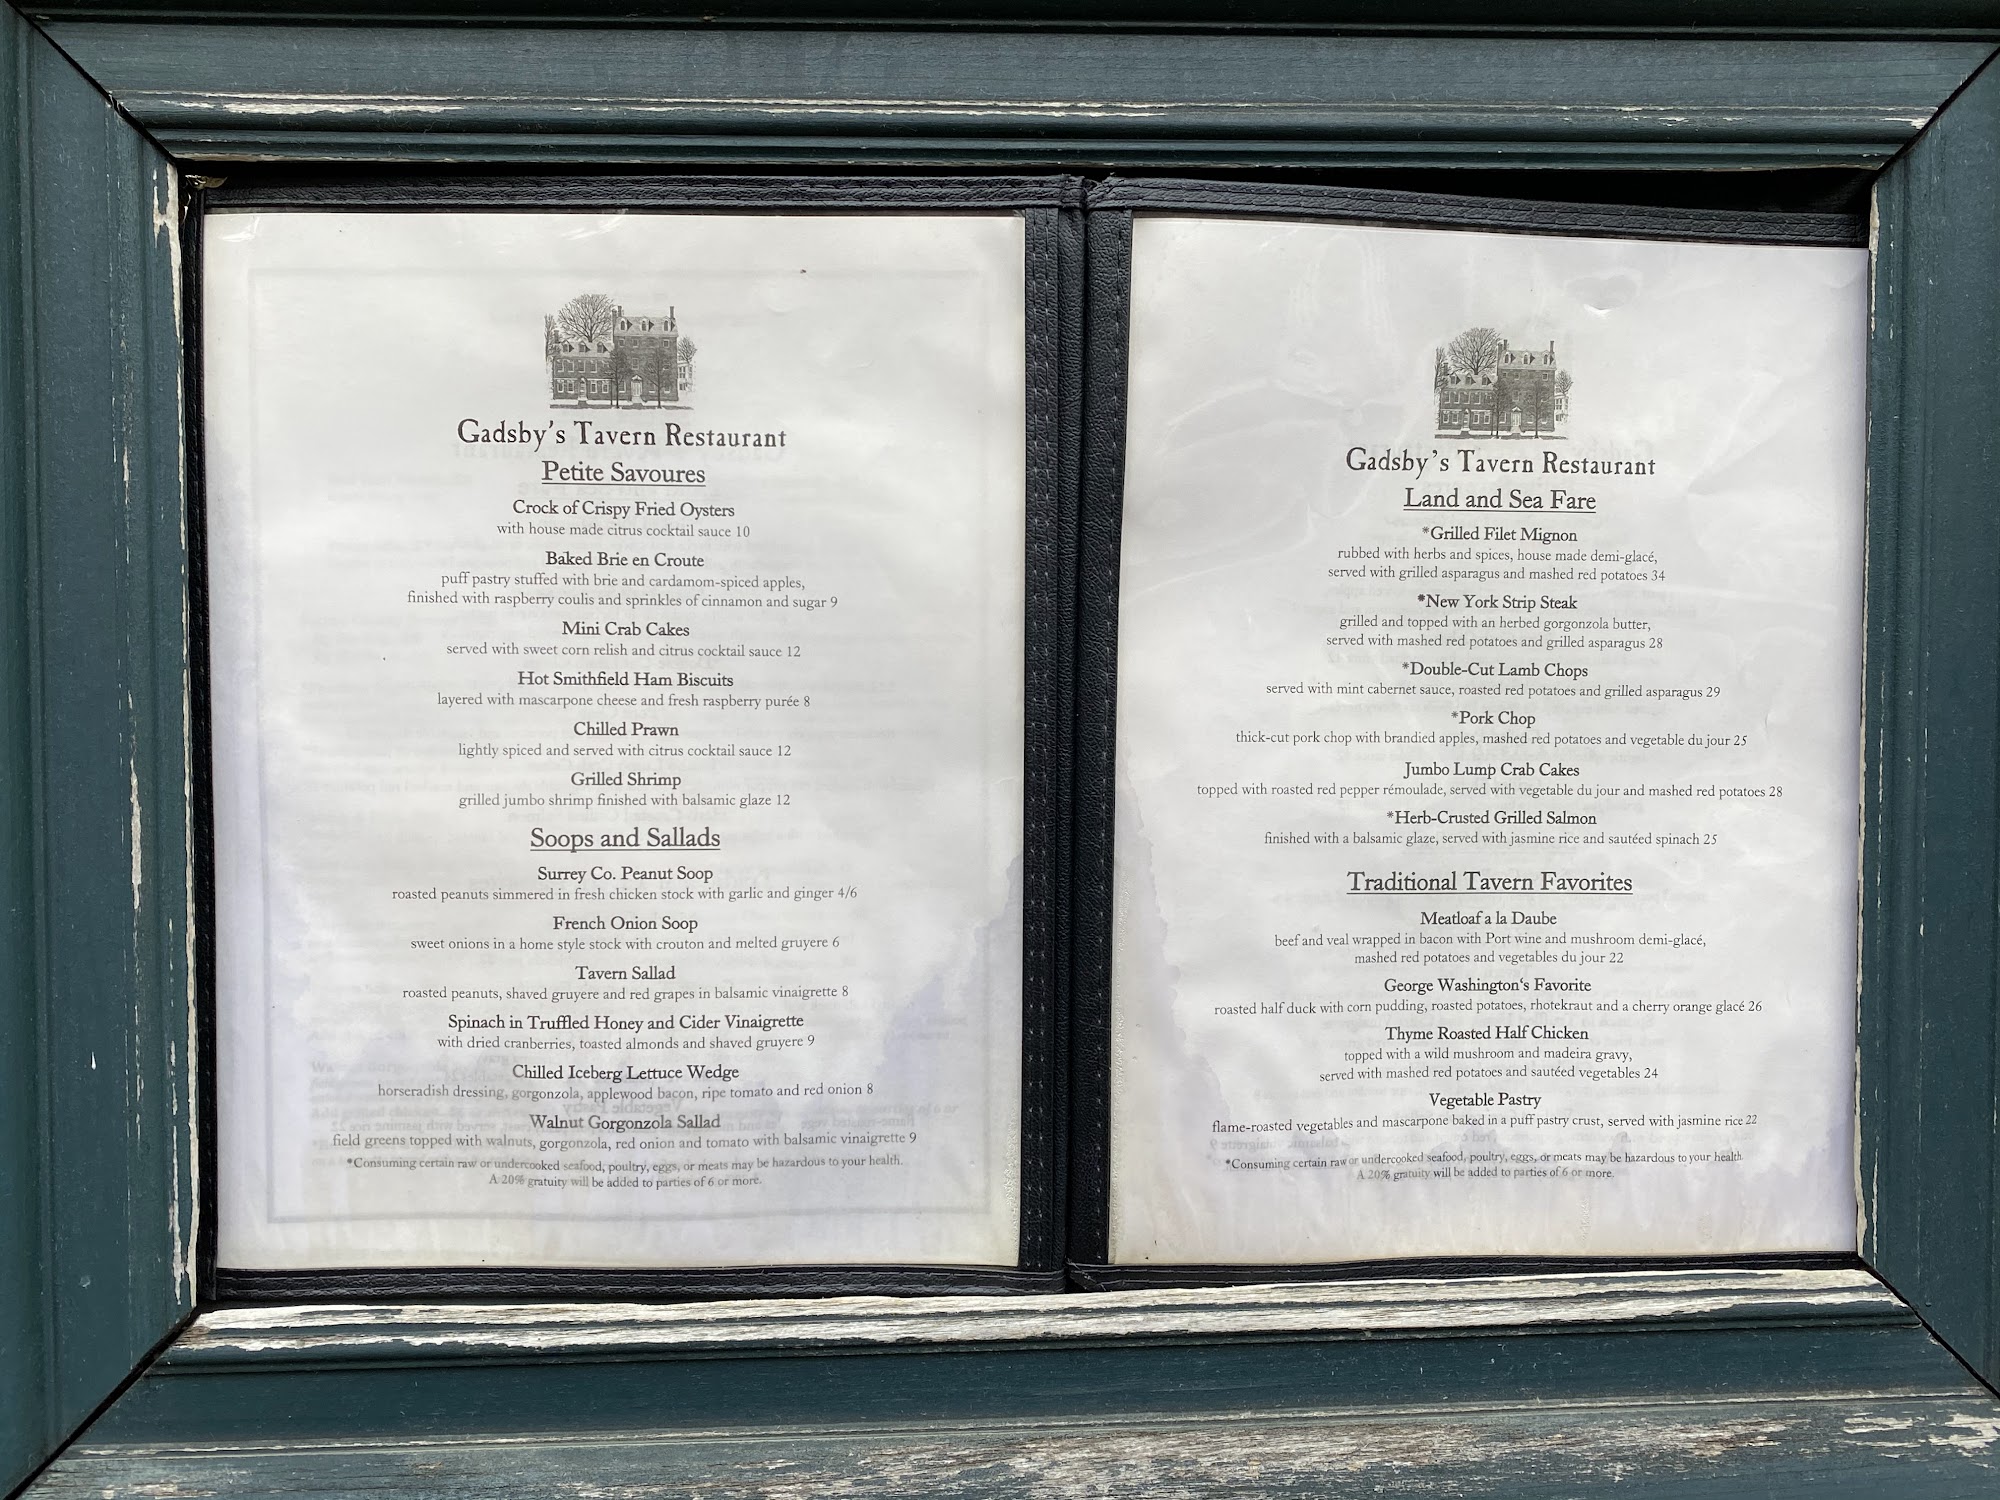 Gadsby's Tavern Restaurant
Petite Savoures
Crock of Crispy Fried Oysters
with house made citrus cocktail sauce 10
Baked Brie en Croute
puff pastry stuffed with brie and cardamom-spiced apples,
finished with raspberry coulis and sprinkles of cinnamon and sugar 9
Mini Crab Cakes
served with sweet corn relish and citrus cocktail sauce 12
Hot Smithfield Ham Biscuits
layered with mascarpone cheese and fresh raspberry purée 8
Chilled Prawn
lightly spiced and served with citrus cocktail sauce 12
Grilled Shrimp
grilled jumbo shrimp finished with balsamic glaze 12
Soops and Sallads
Surrey Co. Peanut Soop
roasted peanuts simmered in fresh chicken stock with garlic and ginger 4/6
French Onion Soop
sweet onions in a home style stock with crouton and melted gruyere 6
Tavern Sallad
roasted peanuts, shaved gruyere and red grapes in balsamic vinaigrette 8
Spinach in Truffled Honey and Cider Vinaigrette
with dried cranberries, toasted almonds and shaved gruyere 9
Chilled Iceberg Lettuce Wedge
horseradish dressing, gorgonzola, applewood bacon, ripe tomato and red onion 8
Walnut Gorgonzola Sallad
field greens topped with walnuts, gorgonzola, red onion and tomato with balsamic vinaigrette 9
*Consuming certain raw or undercooked seafood, poultry, eggs, or meats may be hazardous to your health.
A 20% gratuity will be added to parties of 6 or more.
Gadsby's Tavern Restaurant
Land and Sea Fare
*Grilled Filet Mignon
rubbed with herbs and spices, house made demi-glacé,
served with grilled asparagus and mashed red potatoes 34
*New York Strip Steak
grilled and topped with an herbed gorgonzola butter,
served with mashed red potatoes and grilled asparagus 28
*Double-Cut Lamb Chops
served with mint cabernet sauce, roasted red potatoes and grilled asparagus 29
*Pork Chop
thick-cut pork chop with brandied apples, mashed red potatoes and vegetable du jour 25
Jumbo Lump Crab Cakes
topped with roasted red pepper rémoulade, served with vegetable du jour and mashed red potatoes 28
*Herb-Crusted Grilled Salmon
finished with a balsamic glaze, served with jasmine rice and sautéed spinach 25
Traditional Tavern Favorites
Meatloaf a la Daube
beef and veal wrapped in bacon with Port wine and mushroom demi-glacé,
mashed red potatoes and vegetables du jour 22
George Washington's Favorite
roasted half duck with corn pudding, roasted potatoes, rhotekraut and a cherry orange glacé 26
Thyme Roasted Half Chicken
topped with a wild mushroom and madeira gravy,
served with mashed red potatoes and sautéed vegetables 24
Vegetable Pastry
flame-roasted vegetables and mascarpone baked in a puff pastry crust, served with jasmine rice 22
*Consuming certain raw or undercooked seafood, poultry, eggs, or meats may be hazardous to your health.
A 20% gratuity will be added to parties of 6 or more.